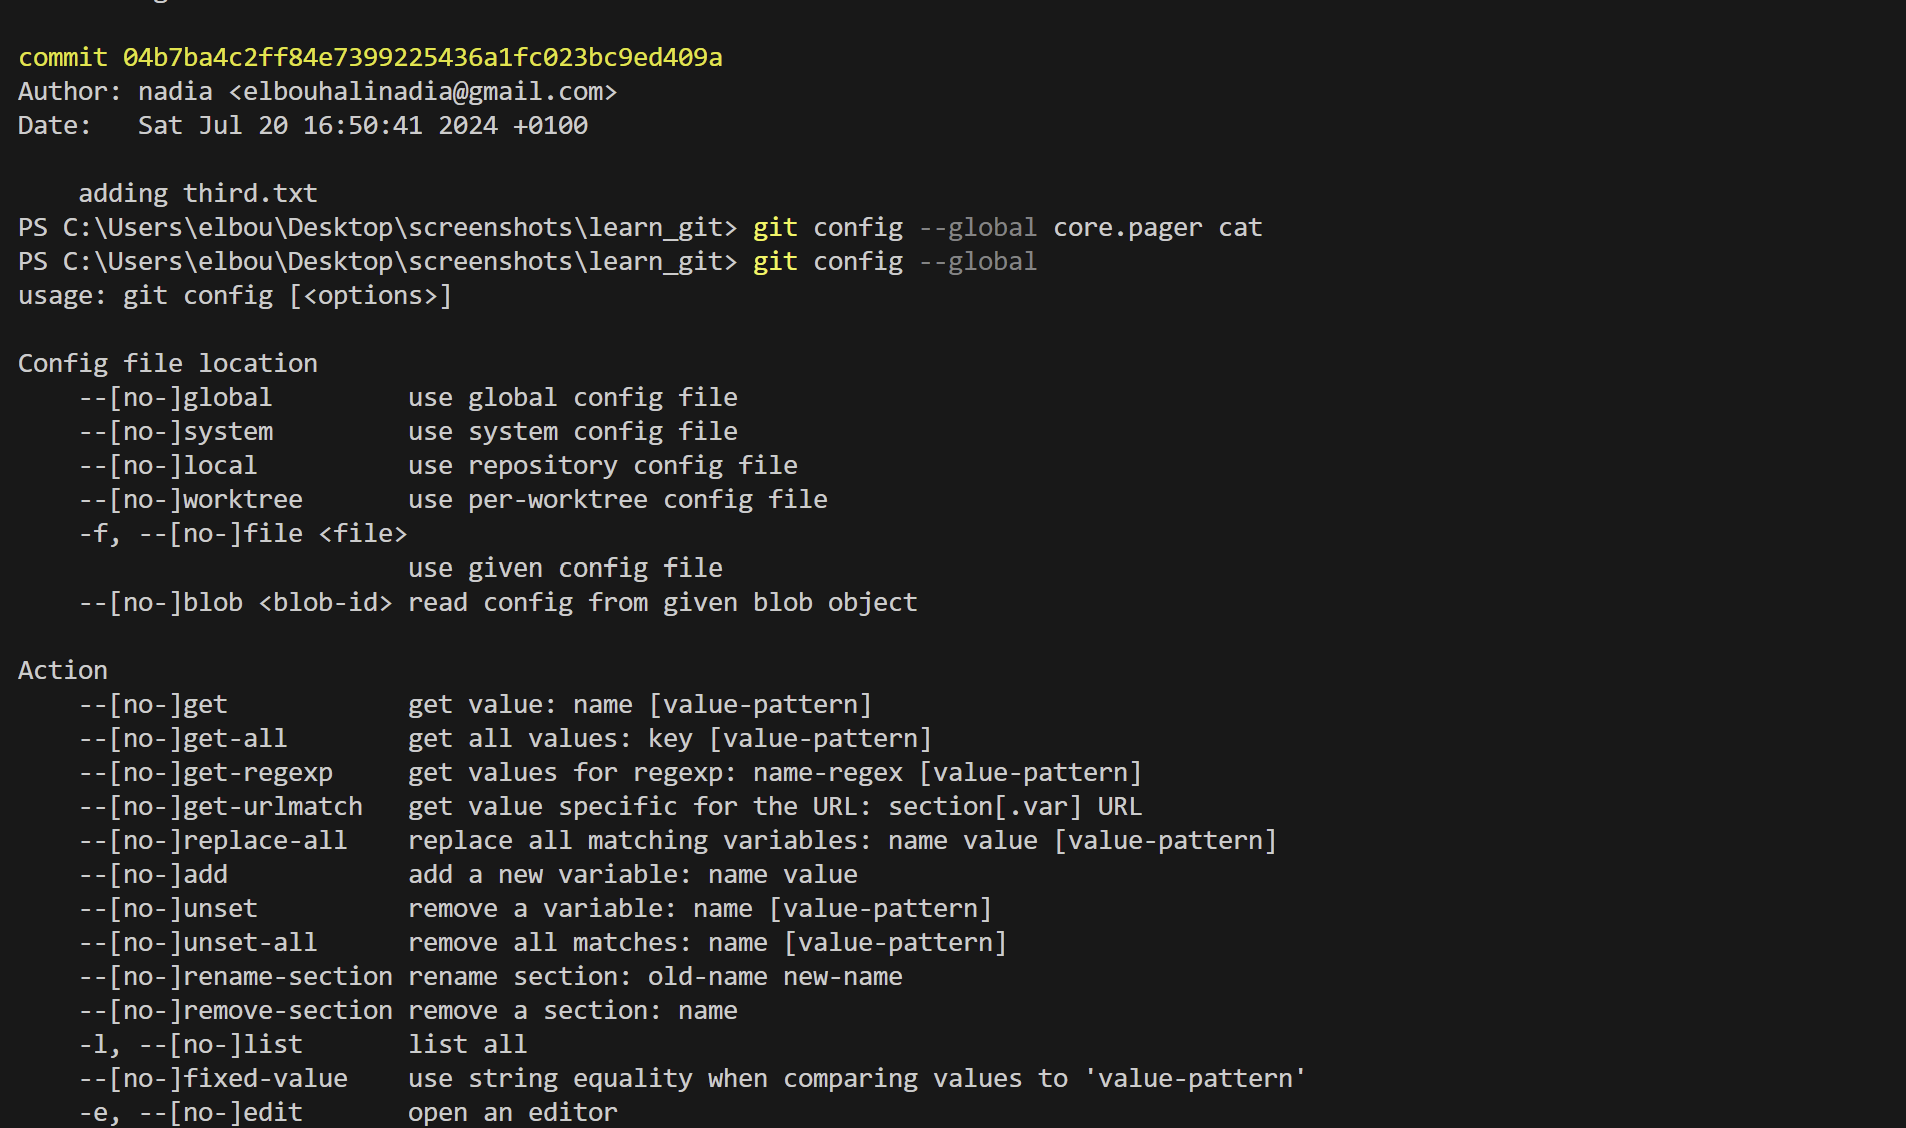 commit 04b7ba4c2ff84e7399225436a1fc023bc9ed409a
Author: nadia <elbouhalinadia@gmail.com>
Date:   Sat Jul 20 16:50:41 2024 +0100

    adding third.txt
PS C:\Users\elbou\Desktop\screenshots\learn_git> git config --global core.pager cat
PS C:\Users\elbou\Desktop\screenshots\learn_git> git config --global
usage: git config [<options>]

Config file location
    --[no-]global         use global config file
    --[no-]system         use system config file
    --[no-]local          use repository config file
    --[no-]worktree       use per-worktree config file
    -f, --[no-]file <file>
                          use given config file
    --[no-]blob <blob-id> read config from given blob object

Action
    --[no-]get            get value: name [value-pattern]
    --[no-]get-all        get all values: key [value-pattern]
    --[no-]get-regexp     get values for regexp: name-regex [value-pattern]
    --[no-]get-urlmatch   get value specific for the URL: section[.var] URL
    --[no-]replace-all    replace all matching variables: name value [value-pattern]
    --[no-]add            add a new variable: name value
    --[no-]unset          remove a variable: name [value-pattern]
    --[no-]unset-all      remove all matches: name [value-pattern]
    --[no-]rename-section rename section: old-name new-name
    --[no-]remove-section remove a section: name
    -l, --[no-]list       list all
    --[no-]fixed-value    use string equality when comparing values to 'value-pattern'
    -e, --[no-]edit       open an editor